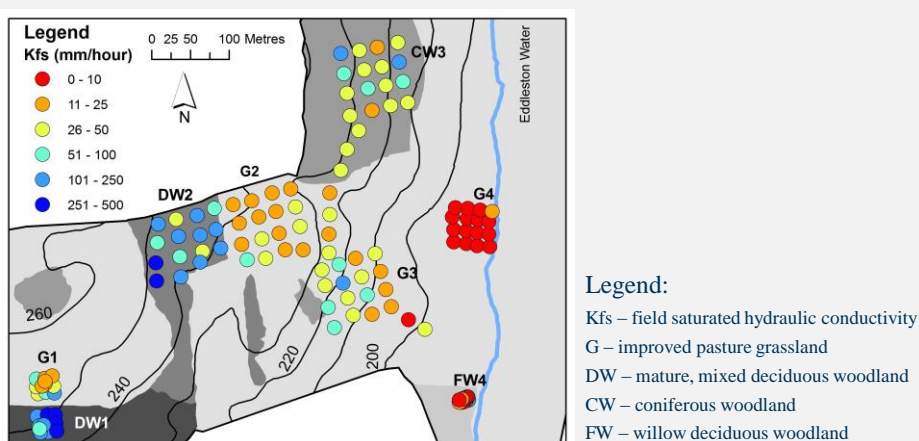 Legend
Kfs (mm/hour)
0 - 10
11 - 25
26 - 50
51 - 100
101 - 250
251 - 500
0 25 50 100 Metres
N
CW3
Eddleston Water
G2
DW2
G4
G3
260
240
220
200
G1
DW1
FW4
Legend:
Kfs – field saturated hydraulic conductivity
G – improved pasture grassland
DW – mature, mixed deciduous woodland
CW – coniferous woodland
FW – willow deciduous woodland